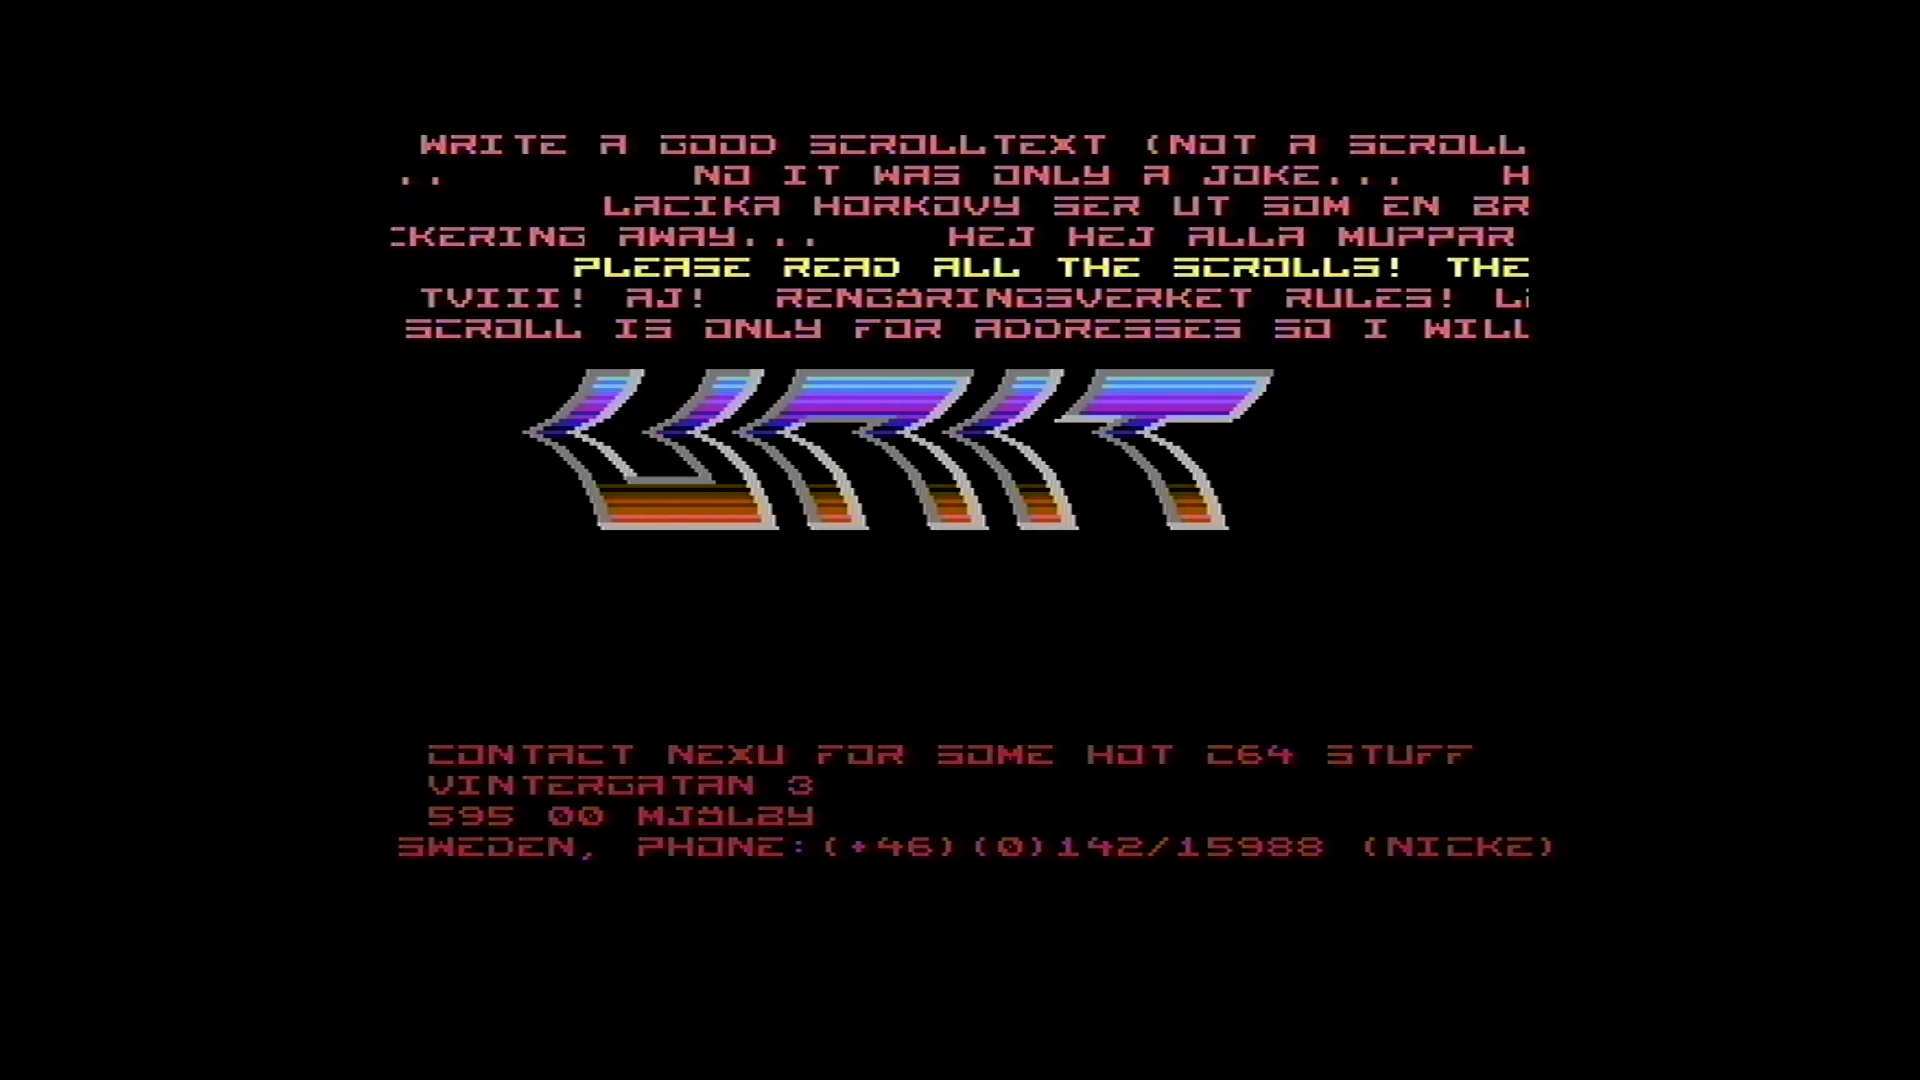 WRITE A GOOD SCROLLTEXT (NOT A SCROLL
.. NO IT WAS ONLY A JOKE... H
LACIKA HORKOVY SER UT SOM EN BR
CKERING AWAY... HEJ HEJ ALLA MUPPAR
PLEASE READ ALL THE SCROLLS! THE
TVIII! AJ! RENGÖRINGSVERKET RULES! L
SCROLL IS ONLY FOR ADDRESSES SO I WILL
UNIT
CONTACT NEXU FOR SOME HOT C64 STUFF
VINTERGATAN 3
595 00 MJÖLBY
SWEDEN, PHONE:(+46)(0)142/15988 (NICKE)